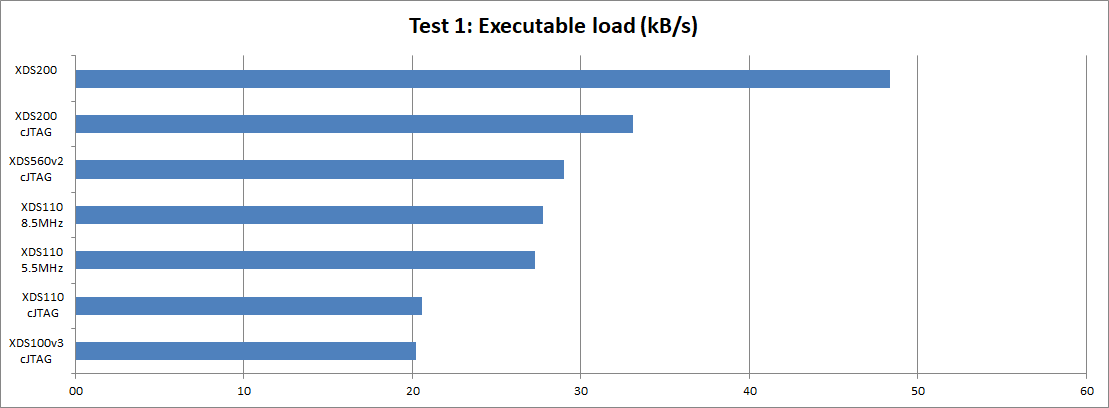 Test 1: Executable load (kB/s)
XDS200
XDS200
cJTAG
XDS560v2
cJTAG
XDS110
8.5MHz
XDS110
5.5MHz
XDS110
cJTAG
XDS100v3
cJTAG
00 10 20 30 40 50 60